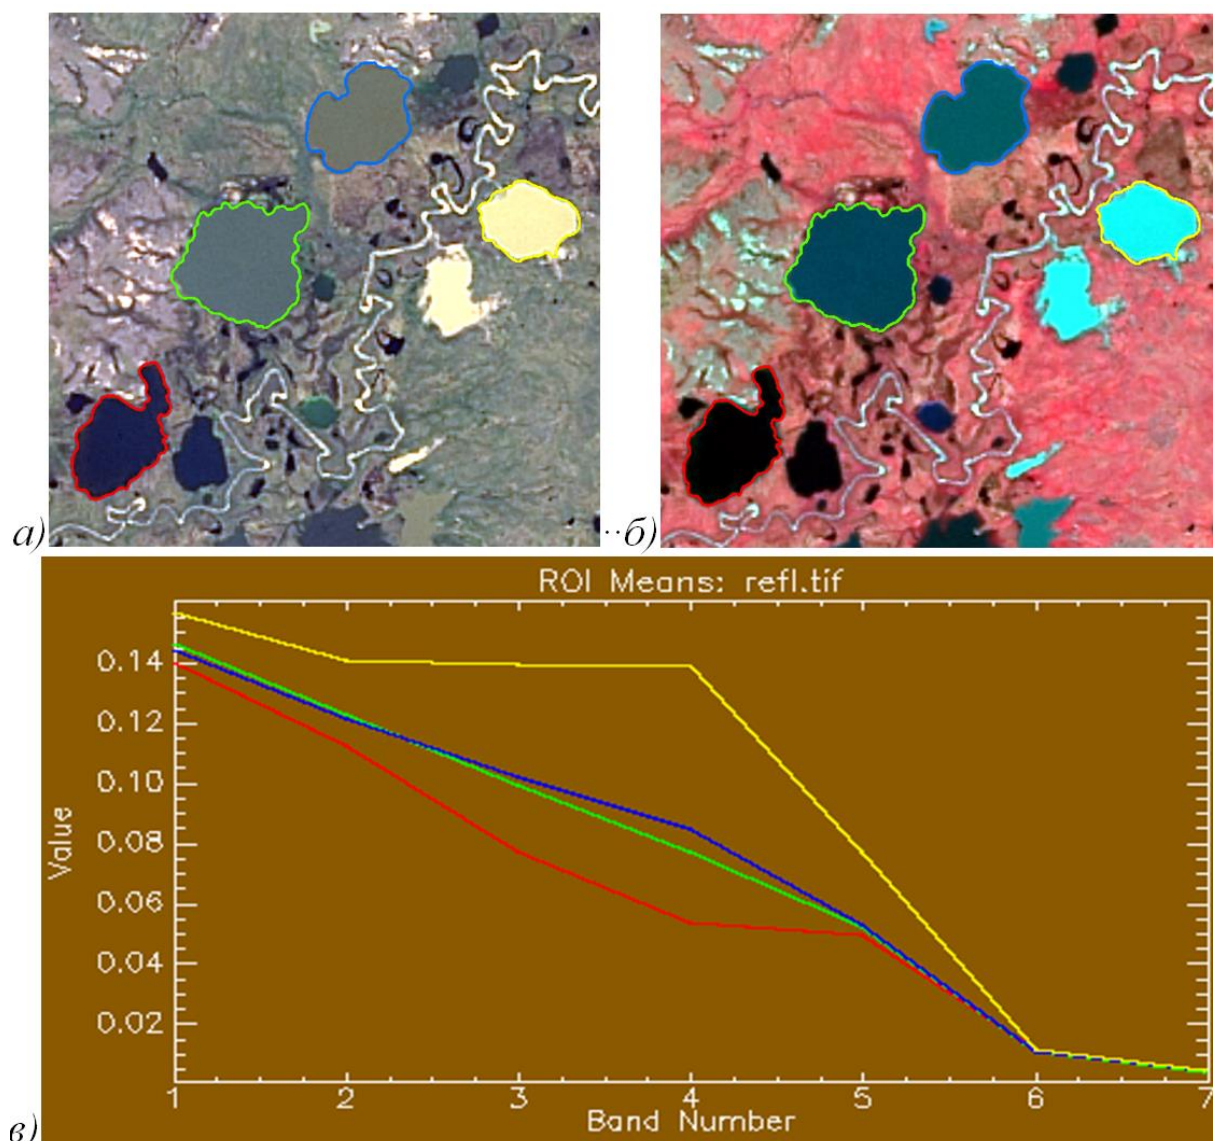 а)
··б)
ROI Means: refl.tif
0.14
0.12
0.10
0.08
0.06
0.04
0.02
Value
1 2 3 4 5 6 7
Band Number
в)